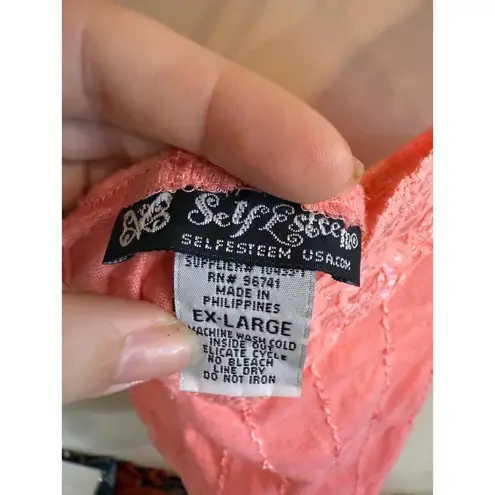 Self Esteem®
SELFESTEEM USA.COM
SUPPLIER# 104331
RN# 96741
MADE IN
PHILIPPINES
EX-LARGE
MACHINE WASH COLD
INSIDE OUT
DELICATE CYCLE
NO BLEACH
LINE DRY
DO NOT IRON